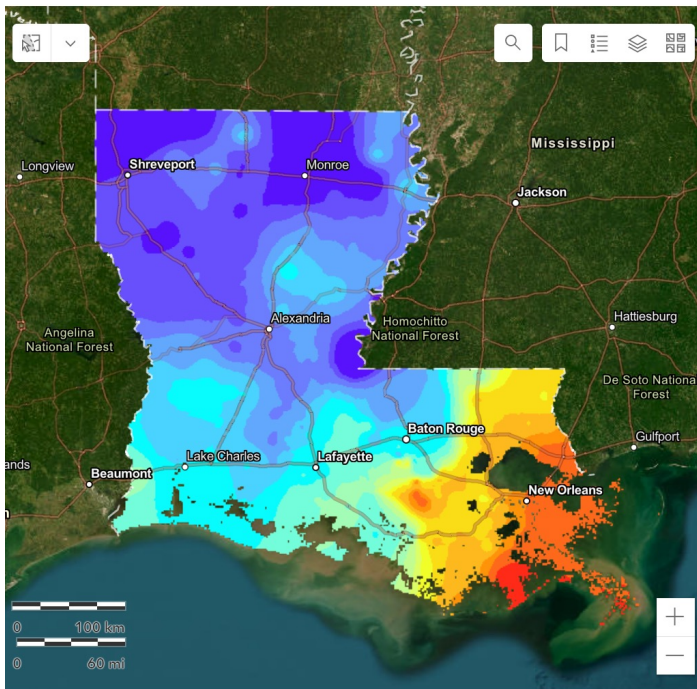 Mississippi
Longview
Shreveport
Monroe
Jackson
Alexandria
Homochitto
National Forest
Hattiesburg
Angelina
National Forest
De Soto Nationa
Forest
Baton Rouge
Gulfport
ands
Lake Charles
Lafayette
Beaumont
New Orleans
0 100 km
0 60 mi